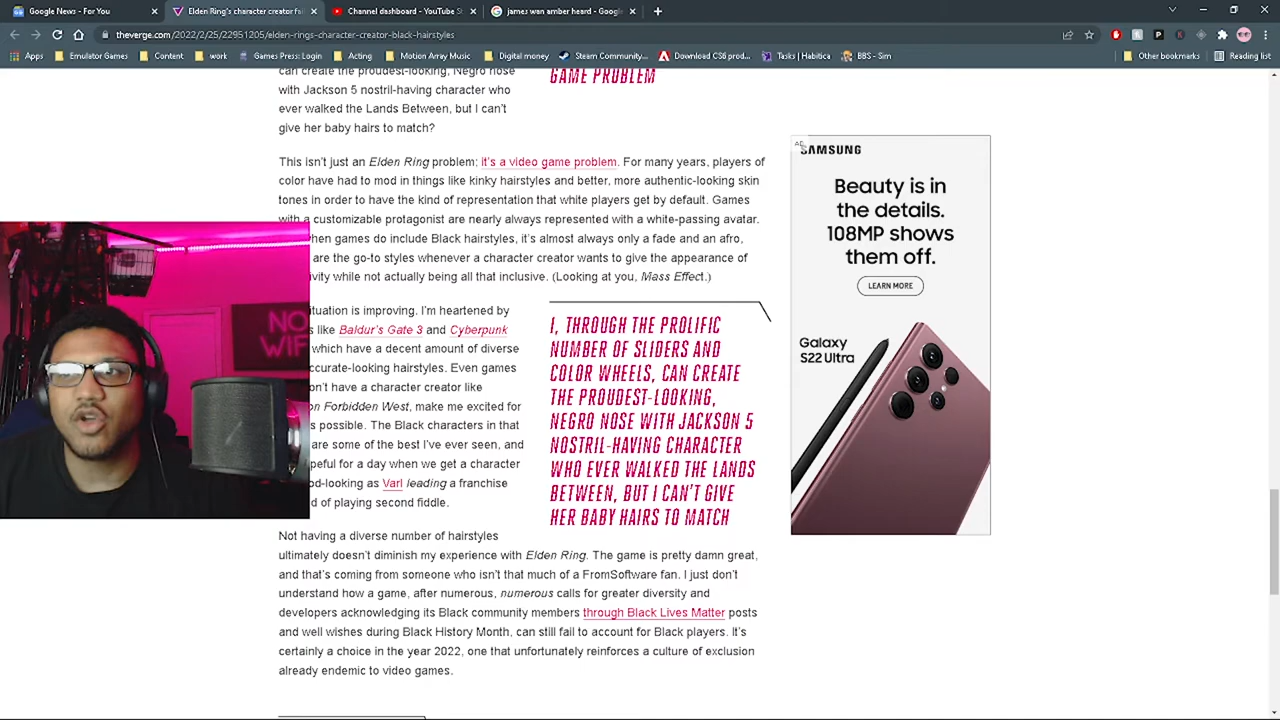 Google News - For You
Elden Ring's character creator fai
Channel dashboard - YouTube S
james wan amber heard - Google
theverge.com/2022/2/25/22951205/elden-rings-character-creator-black-hairstyles
Apps
Emulator Games
Content
work
Games Press: Login
Acting
Motion Array Music
Digital money
Steam Community...
Download CS6 prod...
Tasks | Habitica
BBS - Sim
Other bookmarks
Reading list
can create the proudest-looking, Negro nose
with Jackson 5 nostril-having character who
ever walked the Lands Between, but I can't
give her baby hairs to match?
GAME PROBLEM
This isn't just an Elden Ring problem; it's a video game problem. For many years, players of
color have had to mod in things like kinky hairstyles and better, more authentic-looking skin
tones in order to have the kind of representation that white players get by default. Games
with a customizable protagonist are nearly always represented with a white-passing avatar.
hen games do include Black hairstyles, it's almost always only a fade and an afro,
are the go-to styles whenever a character creator wants to give the appearance of
ivity while not actually being all that inclusive. (Looking at you, Mass Effect.)
ituation is improving. I'm heartened by
s like Baldur's Gate 3 and Cyberpunk
which have a decent amount of diverse
ccurate-looking hairstyles. Even games
on't have a character creator like
on Forbidden West, make me excited for
s possible. The Black characters in that
are some of the best I've ever seen, and
peful for a day when we get a character
od-looking as Varl leading a franchise
d of playing second fiddle.
I, THROUGH THE PROLIFIC
NUMBER OF SLIDERS AND
COLOR WHEELS, CAN CREATE
THE PROUDEST-LOOKING,
NEGRO NOSE WITH JACKSON 5
NOSTRIL-HAVING CHARACTER
WHO EVER WALKED THE LANDS
BETWEEN, BUT I CAN'T GIVE
HER BABY HAIRS TO MATCH
Not having a diverse number of hairstyles
ultimately doesn't diminish my experience with Elden Ring. The game is pretty damn great,
and that's coming from someone who isn't that much of a FromSoftware fan. I just don't
understand how a game, after numerous, numerous calls for greater diversity and
developers acknowledging its Black community members through Black Lives Matter posts
and well wishes during Black History Month, can still fail to account for Black players. It's
certainly a choice in the year 2022, one that unfortunately reinforces a culture of exclusion
already endemic to video games.
AD
SAMSUNG
Beauty is in
the details.
108MP shows
them off.
LEARN MORE
Galaxy
S22 Ultra
NO
WIF